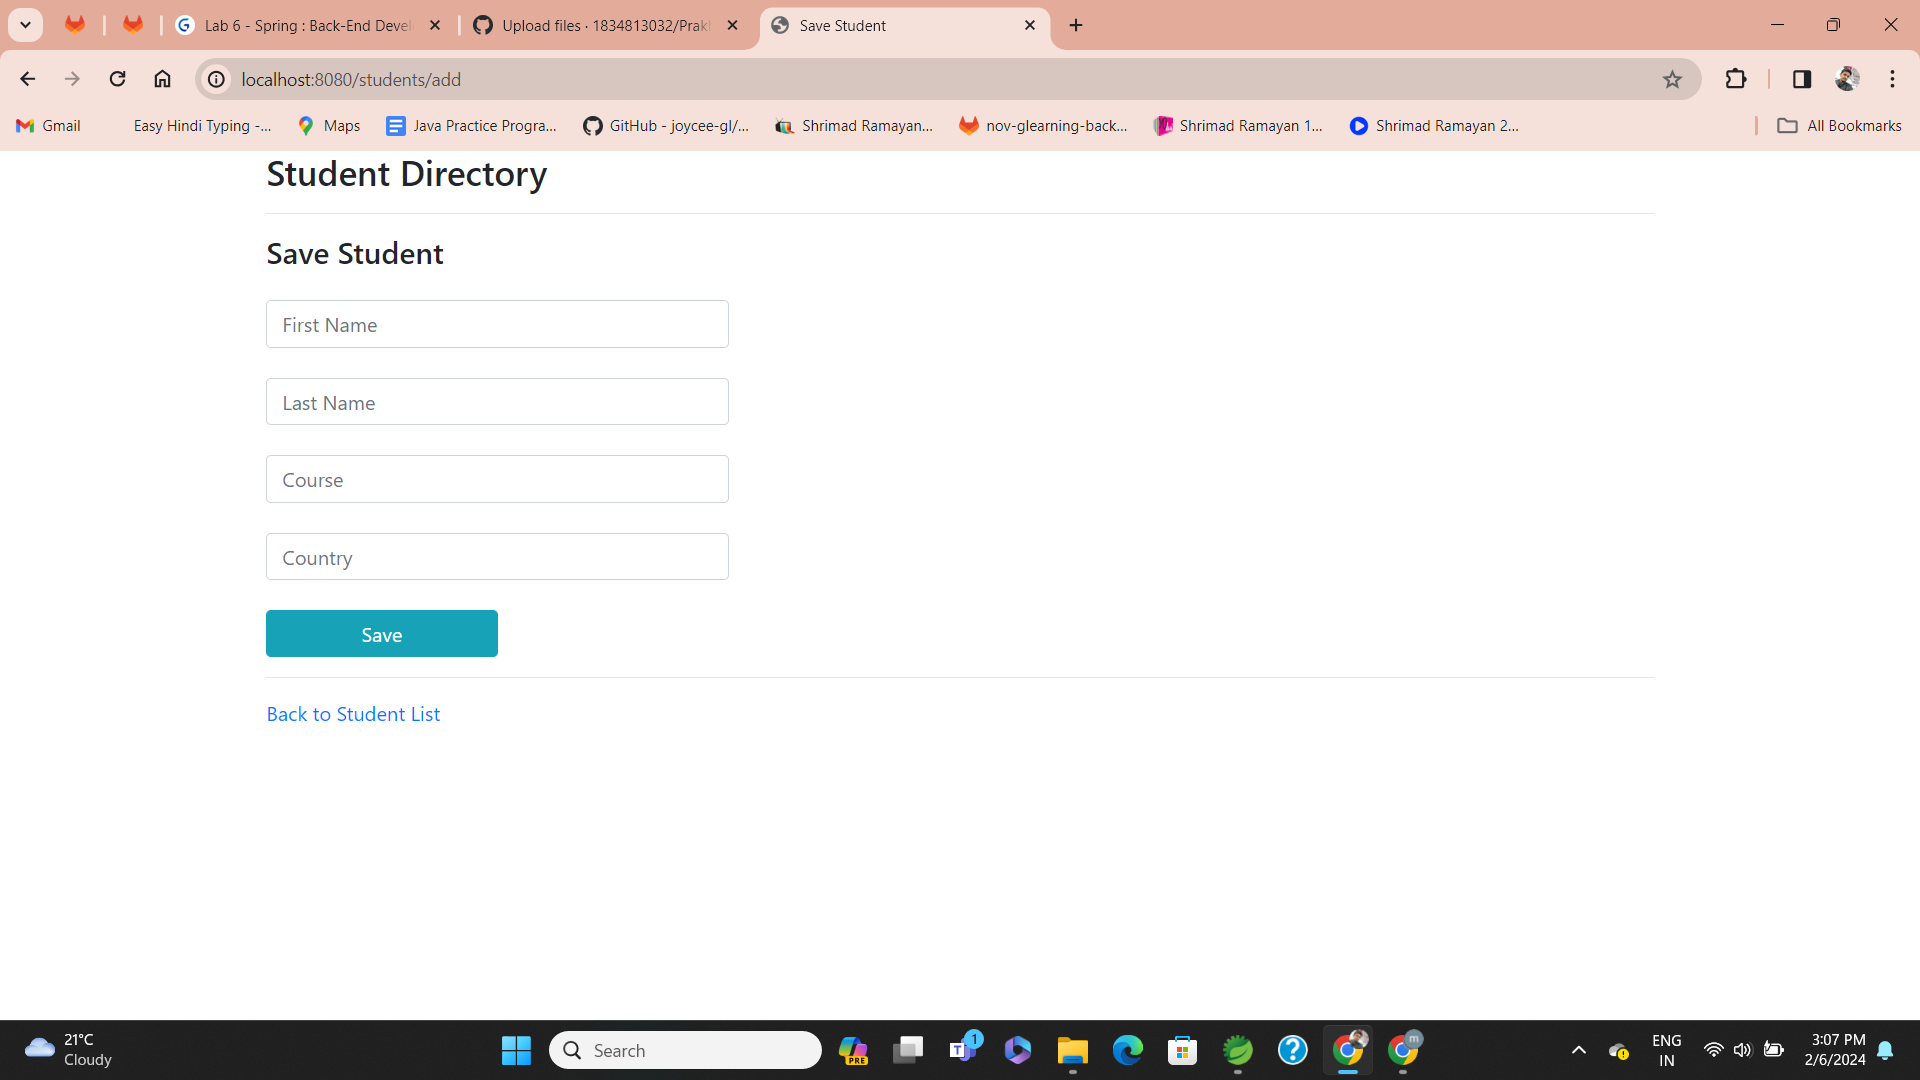 Lab 6 - Spring : Back-End Devel
Upload files · 1834813032/Prakh
Save Student
localhost:8080/students/add
Gmail
Easy Hindi Typing -...
Maps
Java Practice Progra...
GitHub - joycee-gl/...
Shrimad Ramayan...
nov-glearning-back...
Shrimad Ramayan 1...
Shrimad Ramayan 2...
All Bookmarks
Student Directory
Save Student
First Name
Last Name
Course
Country
Save
Back to Student List
21°C
Cloudy
Search
PRE
1
m
ENG
IN
3:07 PM
2/6/2024